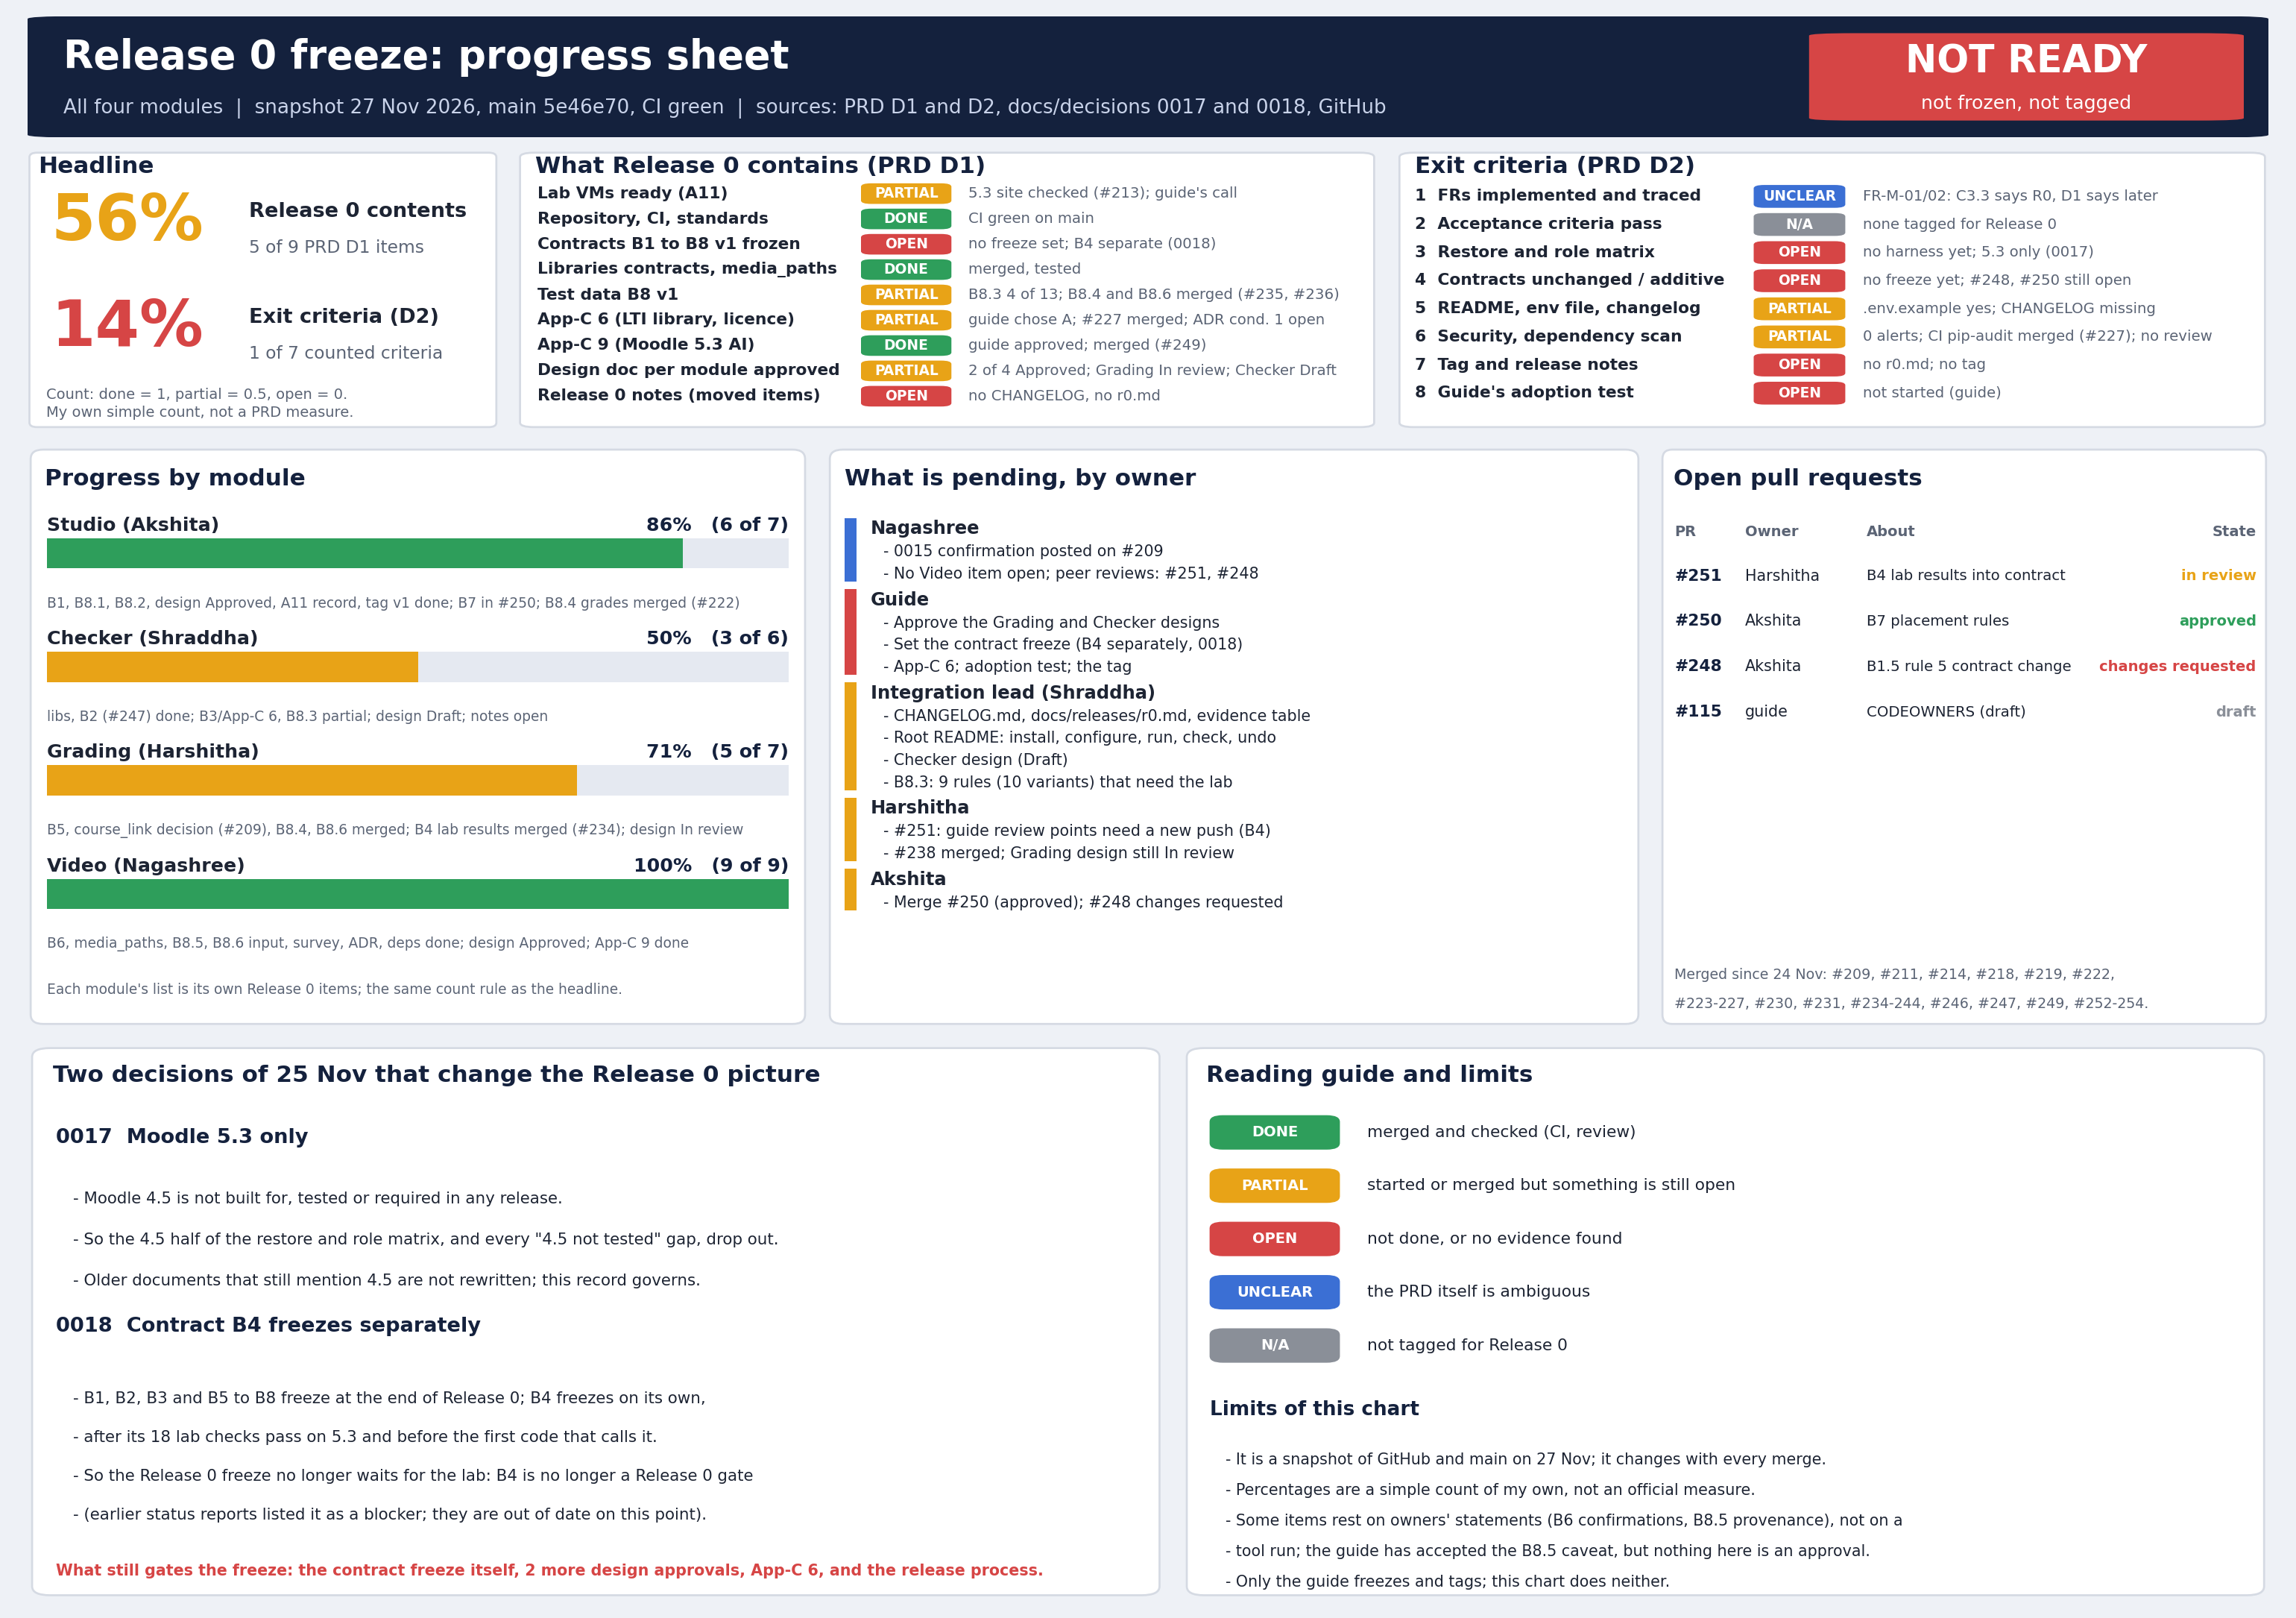 Release 0 freeze: progress sheet
All four modules | snapshot 27 Nov 2026, main 5e46e70, CI green | sources: PRD D1 and D2, docs/decisions 0017 and 0018, GitHub
NOT READY
not frozen, not tagged
Headline
56%
Release 0 contents
5 of 9 PRD D1 items
14%
Exit criteria (D2)
1 of 7 counted criteria
Count: done = 1, partial = 0.5, open = 0.
My own simple count, not a PRD measure.
What Release 0 contains (PRD D1)
Lab VMs ready (A11) PARTIAL 5.3 site checked (#213); guide's call
Repository, CI, standards DONE CI green on main
Contracts B1 to B8 v1 frozen OPEN no freeze set; B4 separate (0018)
Libraries contracts, media_paths DONE merged, tested
Test data B8 v1 PARTIAL B8.3 4 of 13; B8.4 and B8.6 merged (#235, #236)
App-C 6 (LTI library, licence) PARTIAL guide chose A; #227 merged; ADR cond. 1 open
App-C 9 (Moodle 5.3 AI) DONE guide approved; merged (#249)
Design doc per module approved PARTIAL 2 of 4 Approved; Grading In review; Checker Draft
Release 0 notes (moved items) OPEN no CHANGELOG, no r0.md
Exit criteria (PRD D2)
1 FRs implemented and traced UNCLEAR FR-M-01/02: C3.3 says R0, D1 says later
2 Acceptance criteria pass N/A none tagged for Release 0
3 Restore and role matrix OPEN no harness yet; 5.3 only (0017)
4 Contracts unchanged / additive OPEN no freeze yet; #248, #250 still open
5 README, env file, changelog PARTIAL .env.example yes; CHANGELOG missing
6 Security, dependency scan PARTIAL 0 alerts; CI pip-audit merged (#227); no review
7 Tag and release notes OPEN no r0.md; no tag
8 Guide's adoption test OPEN not started (guide)
Progress by module
Studio (Akshita) 86% (6 of 7)
B1, B8.1, B8.2, design Approved, A11 record, tag v1 done; B7 in #250; B8.4 grades merged (#222)
Checker (Shraddha) 50% (3 of 6)
libs, B2 (#247) done; B3/App-C 6, B8.3 partial; design Draft; notes open
Grading (Harshitha) 71% (5 of 7)
B5, course_link decision (#209), B8.4, B8.6 merged; B4 lab results merged (#234); design In review
Video (Nagashree) 100% (9 of 9)
B6, media_paths, B8.5, B8.6 input, survey, ADR, deps done; design Approved; App-C 9 done
Each module's list is its own Release 0 items; the same count rule as the headline.
What is pending, by owner
Nagashree
- 0015 confirmation posted on #209
- No Video item open; peer reviews: #251, #248
Guide
- Approve the Grading and Checker designs
- Set the contract freeze (B4 separately, 0018)
- App-C 6; adoption test; the tag
Integration lead (Shraddha)
- CHANGELOG.md, docs/releases/r0.md, evidence table
- Root README: install, configure, run, check, undo
- Checker design (Draft)
- B8.3: 9 rules (10 variants) that need the lab
Harshitha
- #251: guide review points need a new push (B4)
- #238 merged; Grading design still In review
Akshita
- Merge #250 (approved); #248 changes requested
Open pull requests
PR Owner About State
#251 Harshitha B4 lab results into contract in review
#250 Akshita B7 placement rules approved
#248 Akshita B1.5 rule 5 contract change changes requested
#115 guide CODEOWNERS (draft) draft
Merged since 24 Nov: #209, #211, #214, #218, #219, #222,
#223-227, #230, #231, #234-244, #246, #247, #249, #252-254.
Two decisions of 25 Nov that change the Release 0 picture
0017 Moodle 5.3 only
- Moodle 4.5 is not built for, tested or required in any release.
- So the 4.5 half of the restore and role matrix, and every "4.5 not tested" gap, drop out.
- Older documents that still mention 4.5 are not rewritten; this record governs.
0018 Contract B4 freezes separately
- B1, B2, B3 and B5 to B8 freeze at the end of Release 0; B4 freezes on its own,
- after its 18 lab checks pass on 5.3 and before the first code that calls it.
- So the Release 0 freeze no longer waits for the lab: B4 is no longer a Release 0 gate
- (earlier status reports listed it as a blocker; they are out of date on this point).
What still gates the freeze: the contract freeze itself, 2 more design approvals, App-C 6, and the release process.
Reading guide and limits
DONE merged and checked (CI, review)
PARTIAL started or merged but something is still open
OPEN not done, or no evidence found
UNCLEAR the PRD itself is ambiguous
N/A not tagged for Release 0
Limits of this chart
- It is a snapshot of GitHub and main on 27 Nov; it changes with every merge.
- Percentages are a simple count of my own, not an official measure.
- Some items rest on owners' statements (B6 confirmations, B8.5 provenance), not on a
- tool run; the guide has accepted the B8.5 caveat, but nothing here is an approval.
- Only the guide freezes and tags; this chart does neither.